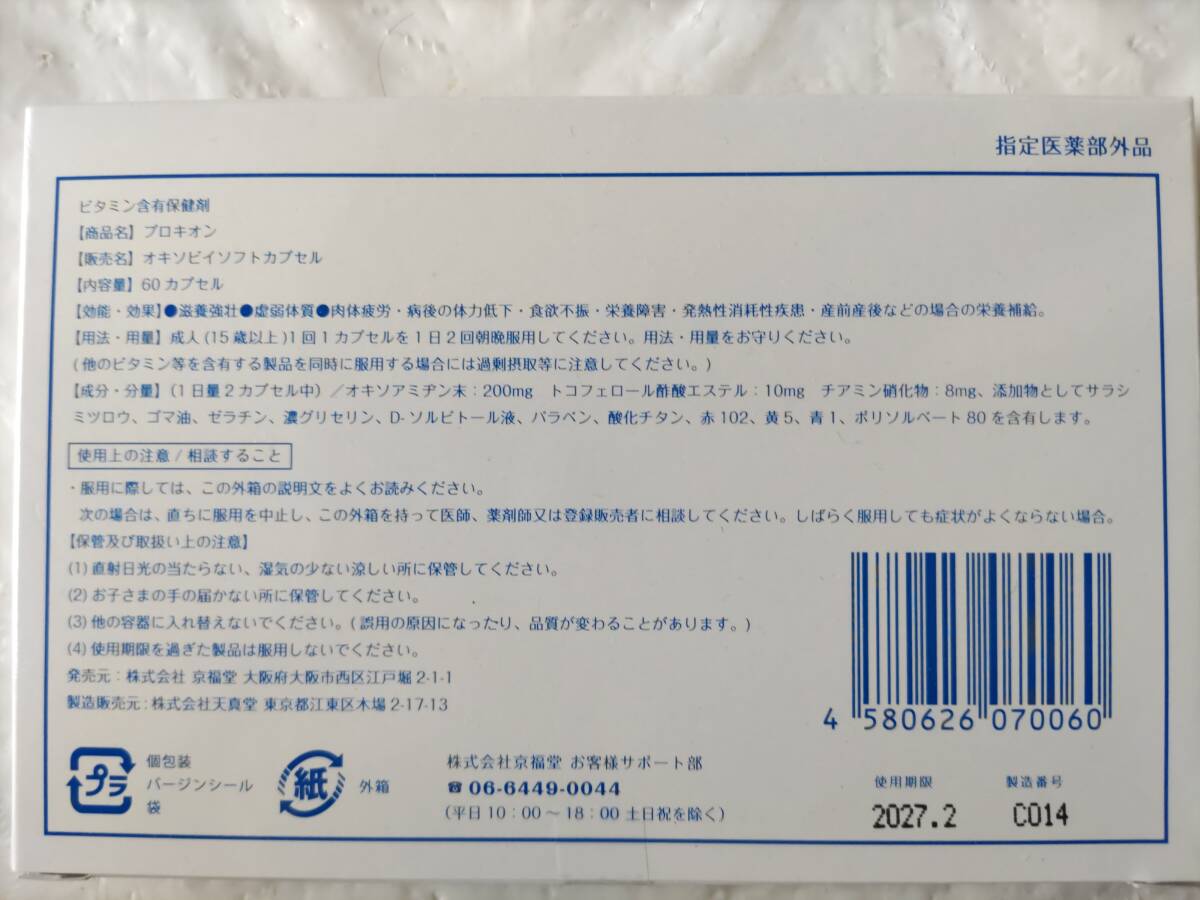 指定医薬部外品
ビタミン含有保健剤
【商品名】プロキオン
【販売名】オキソビイソフトカプセル
【内容量】60カプセル
【効能・効果】●滋養強壮●虚弱体質●肉体疲労・病後の体力低下・食欲不振・栄養障害・発熱性消耗性疾患・産前産後などの場合の栄養補給。
【用法・用量】成人(15歳以上)1回1カプセルを1日2回朝晩服用してください。用法・用量をお守りください。
(他のビタミン等を含有する製品を同時に服用する場合には過剰摂取等に注意してください。)
【成分・分量】(1日量2カプセル中)／オキソアミヂン末：200mg　トコフェロール酢酸エステル：10mg　チアミン硝化物：8mg、添加物としてサラシ
ミツロウ、ゴマ油、ゼラチン、濃グリセリン、D-ソルビトール液、パラベン、酸化チタン、赤102、黄5、青1、ポリソルベート80を含有します。
使用上の注意/相談すること
・服用に際しては、この外箱の説明文をよくお読みください。
次の場合は、直ちに服用を中止し、この外箱を持って医師、薬剤師又は登録販売者に相談してください。しばらく服用しても症状がよくならない場合。
【保管及び取扱い上の注意】
(1)直射日光の当たらない、湿気の少ない涼しい所に保管してください。
(2)お子さまの手の届かない所に保管してください。
(3)他の容器に入れ替えないでください。(誤用の原因になったり、品質が変わることがあります。)
(4)使用期限を過ぎた製品は服用しないでください。
発売元：株式会社 京福堂 大阪府大阪市西区江戸堀2-1-1
製造販売元：株式会社天真堂 東京都江東区木場2-17-13
4 580626 070060
プラ
個包装
バージンシール
袋
紙
外箱
株式会社京福堂 お客様サポート部
☎06-6449-0044
(平日10：00〜18：00 土日祝を除く)
使用期限
2027.2
製造番号
C014